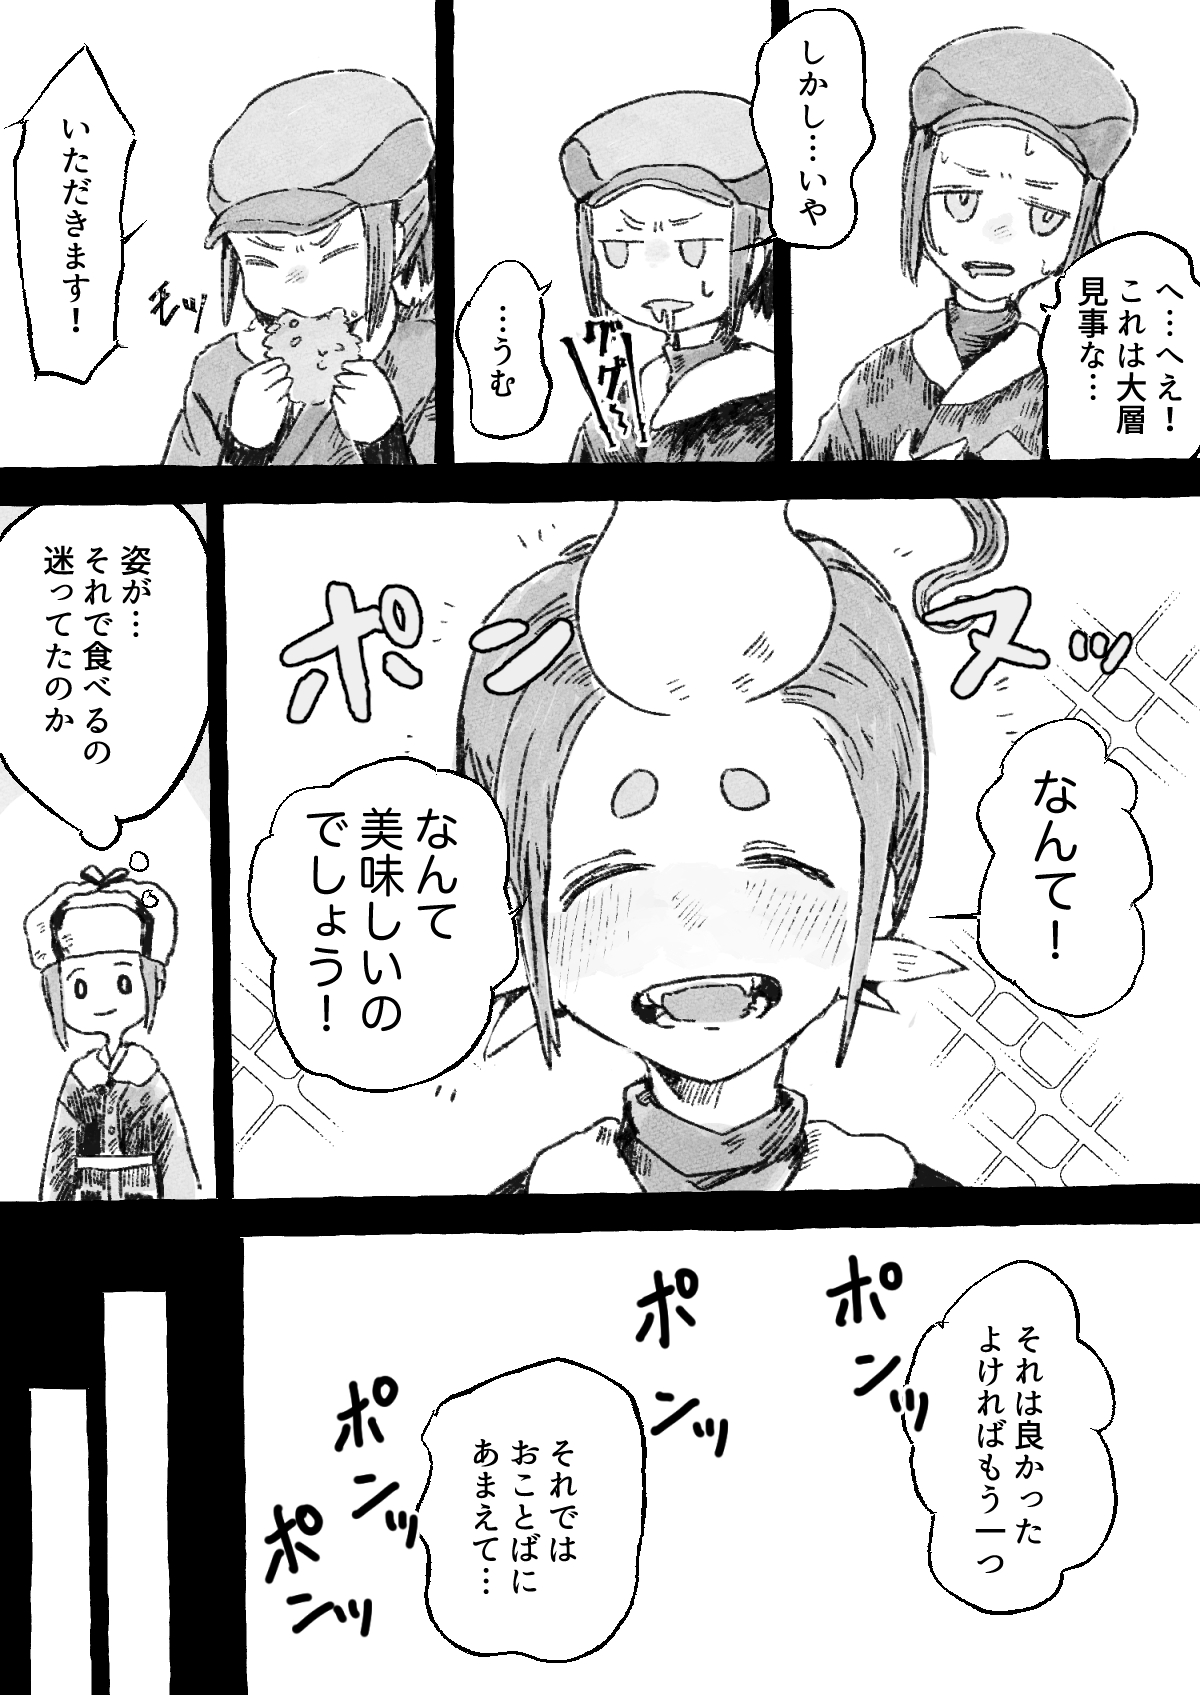 へ…へえ！
これは大層
見事な…
しかし…いや
…うむ
グゲ〜
いただきます！
モッ
なんて！
ヌッ
ポン
なんて
美味しいの
でしょう！
姿が…
それで食べるの
迷ってたのか
それは良かった
よければもう一つ
ポンッ
ポンッ
それでは
おことばに
あまえて…
ポンッ
ポンッ